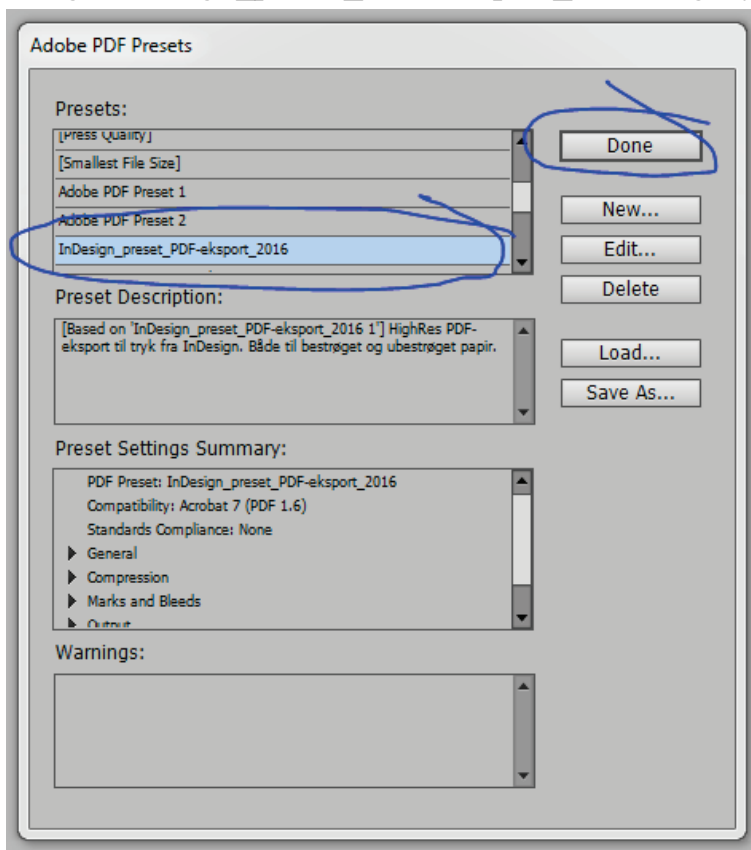 Adobe PDF Presets
Presets:
[Press Quality]
[Smallest File Size]
Adobe PDF Preset 1
Adobe PDF Preset 2
InDesign_preset_PDF-eksport_2016
Done
New...
Edit...
Delete
Load...
Save As...
Preset Description:
[Based on 'InDesign_preset_PDF-eksport_2016 1'] HighRes PDF-
eksport til tryk fra InDesign. Både til bestrøget og ubestrøget papir.
Preset Settings Summary:
PDF Preset: InDesign_preset_PDF-eksport_2016
Compatibility: Acrobat 7 (PDF 1.6)
Standards Compliance: None
General
Compression
Marks and Bleeds
Output
Warnings: